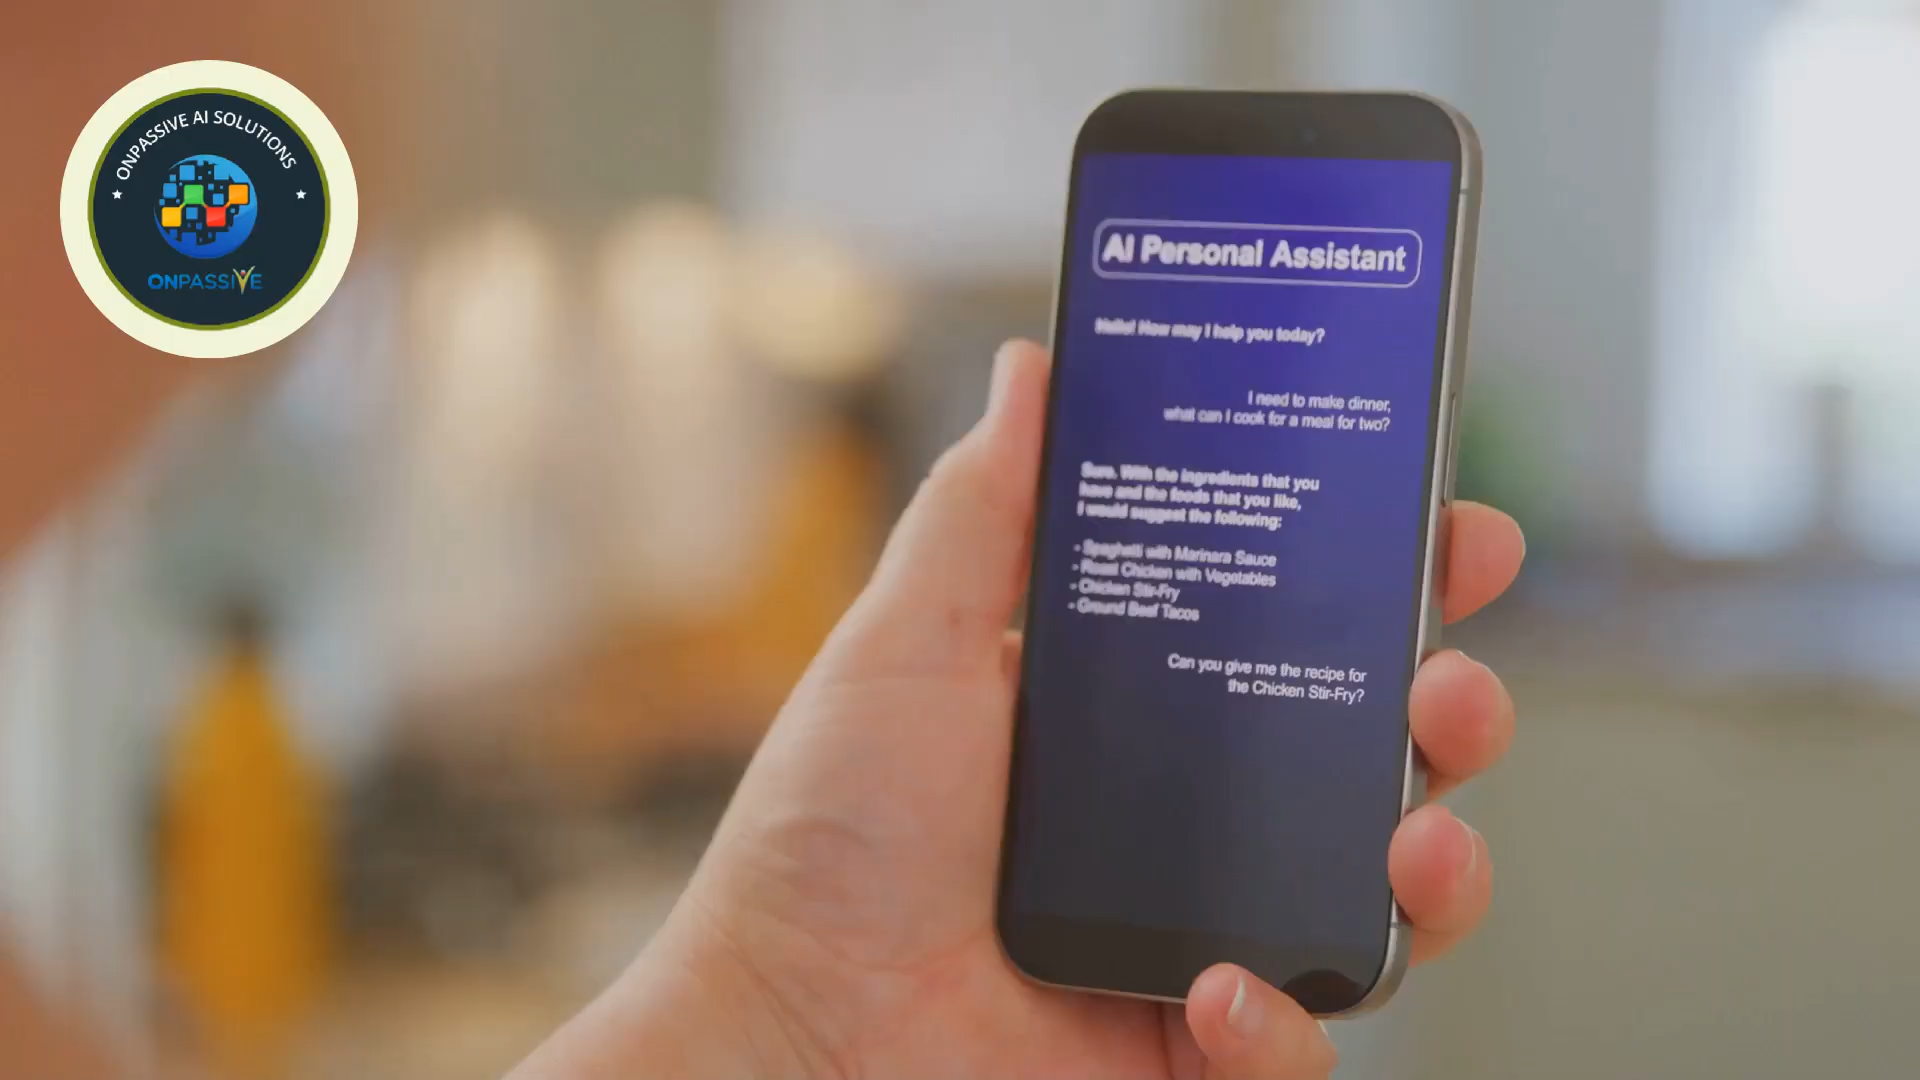 ONPASSIVE AI SOLUTIONS
ONPASSIVE
AI Personal Assistant
Hello! How may I help you today?
I need to make dinner,
what can I cook for a meal for two?
Sure. With the ingredients that you
have and the foods that you like,
I would suggest the following:
- Spaghetti with Marinara Sauce
- Roast Chicken with Vegetables
- Chicken Stir-Fry
- Ground Beef Tacos
Can you give me the recipe for
the Chicken Stir-Fry?